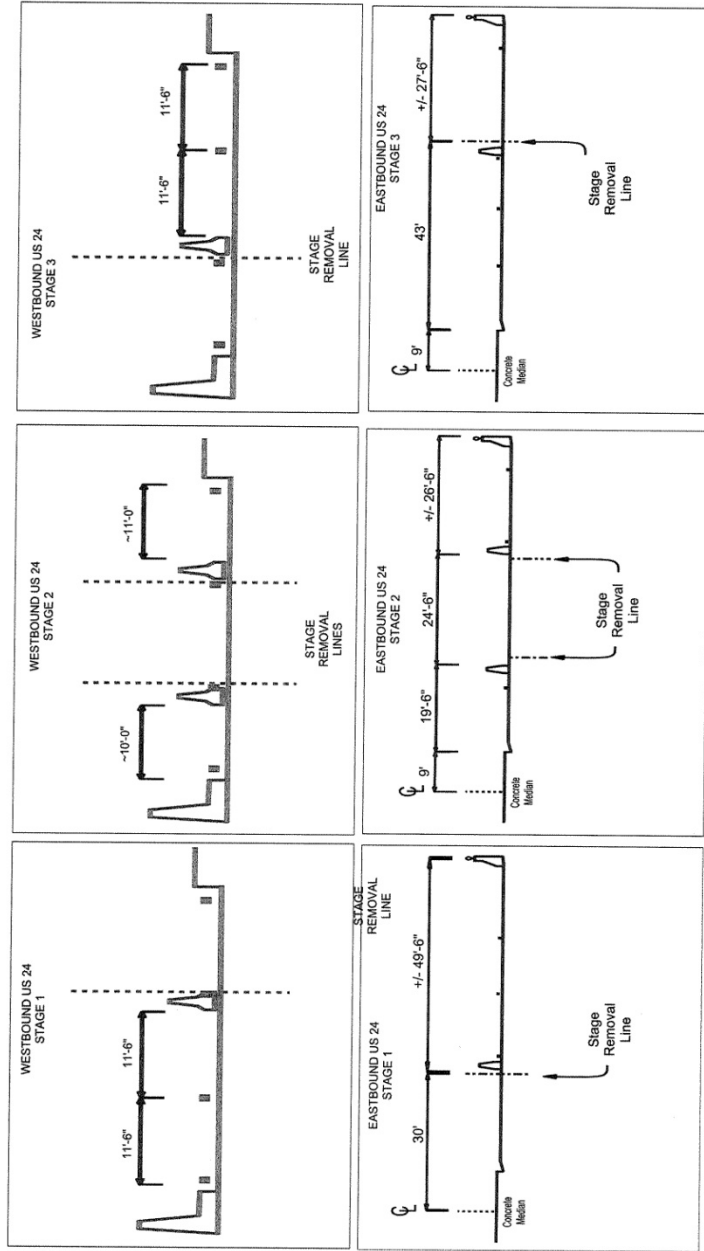 WESTBOUND US 24
STAGE 1
11'-6"
11'-6"
STAGE
REMOVAL
LINE
WESTBOUND US 24
STAGE 2
~10'-0"
~11'-0"
STAGE
REMOVAL
LINES
WESTBOUND US 24
STAGE 3
11'-6"
11'-6"
STAGE
REMOVAL
LINE
EASTBOUND US 24
STAGE 1
30'
+/- 49'-6"
℄
Concrete
Median
Stage
Removal
Line
EASTBOUND US 24
STAGE 2
9'
19'-6"
24'-6"
+/- 26'-6"
℄
Concrete
Median
Stage
Removal
Line
EASTBOUND US 24
STAGE 3
9'
43'
+/- 27'-6"
℄
Concrete
Median
Stage
Removal
Line